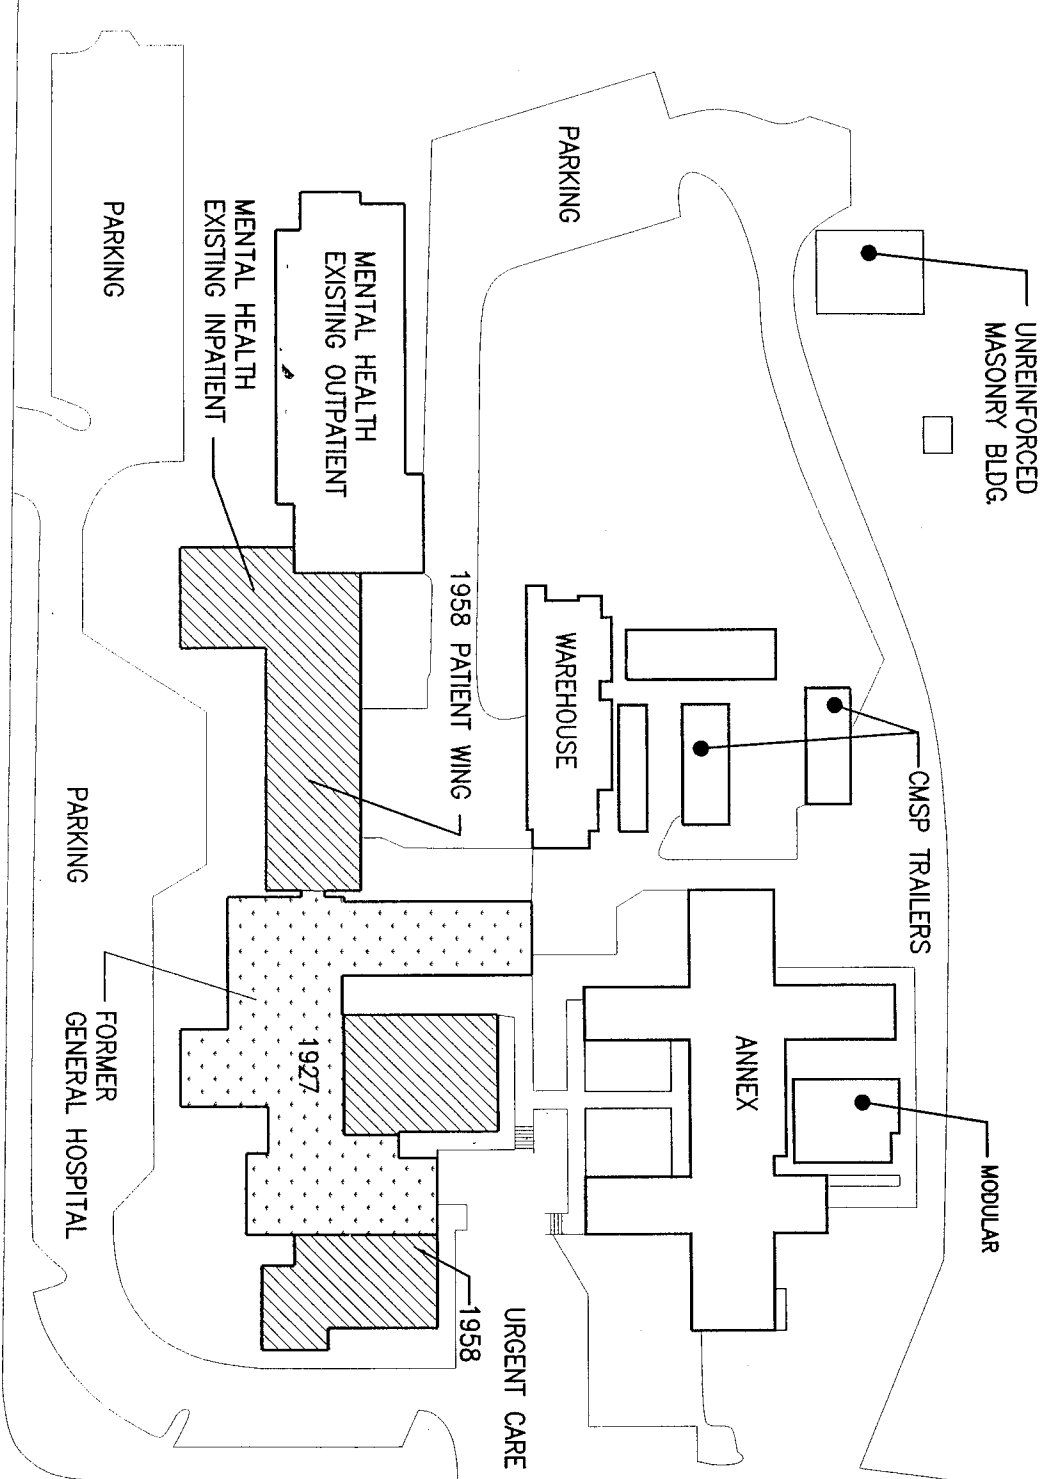 UNREINFORCED
MASONRY BLDG.
PARKING
PARKING
MENTAL HEALTH
EXISTING INPATIENT
MENTAL HEALTH
EXISTING OUTPATIENT
1958 PATIENT WING
WAREHOUSE
CMSP TRAILERS
PARKING
FORMER
GENERAL HOSPITAL
1927
ANNEX
MODULAR
1958
URGENT CARE